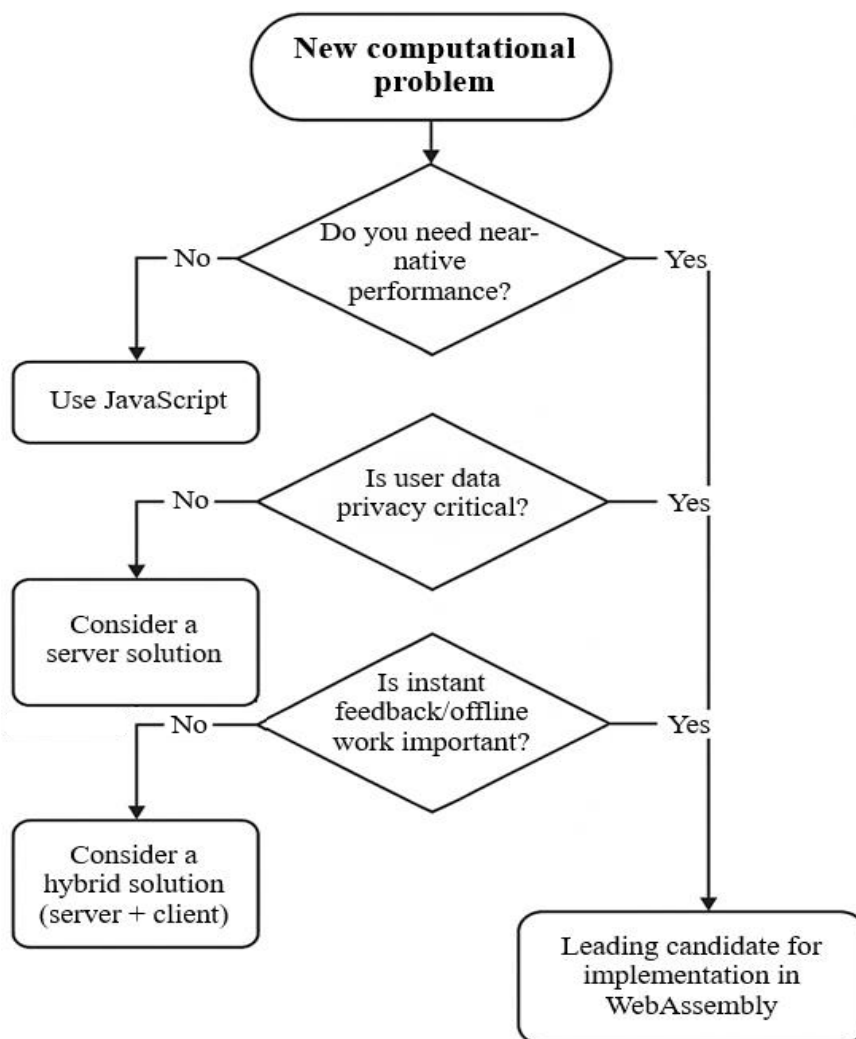 New computational
problem
Do you need near-
native
performance?
No
Yes
Use JavaScript
Is user data
privacy critical?
No
Yes
Consider a
server solution
Is instant
feedback/offline
work important?
No
Yes
Consider a
hybrid solution
(server + client)
Leading candidate for
implementation in
WebAssembly